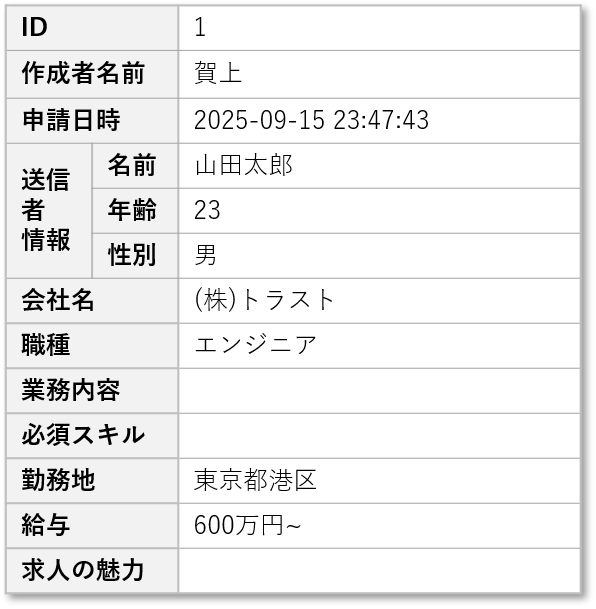 ID 1
作成者名前 賀上
申請日時 2025-09-15 23:47:43
送信
者
情報
名前 山田太郎
年齢 23
性別 男
会社名 (株)トラスト
職種 エンジニア
業務内容
必須スキル
勤務地 東京都港区
給与 600万円~
求人の魅力